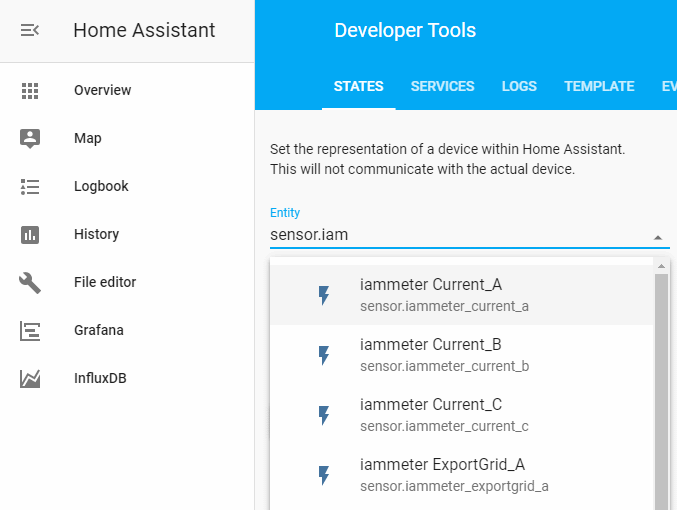 Home Assistant
Overview
Map
Logbook
History
File editor
Grafana
InfluxDB
Developer Tools
STATES SERVICES LOGS TEMPLATE EV
Set the representation of a device within Home Assistant.
This will not communicate with the actual device.
Entity
sensor.iam
iammeter Current_A
sensor.iammeter_current_a
iammeter Current_B
sensor.iammeter_current_b
iammeter Current_C
sensor.iammeter_current_c
iammeter ExportGrid_A
sensor.iammeter_exportgrid_a